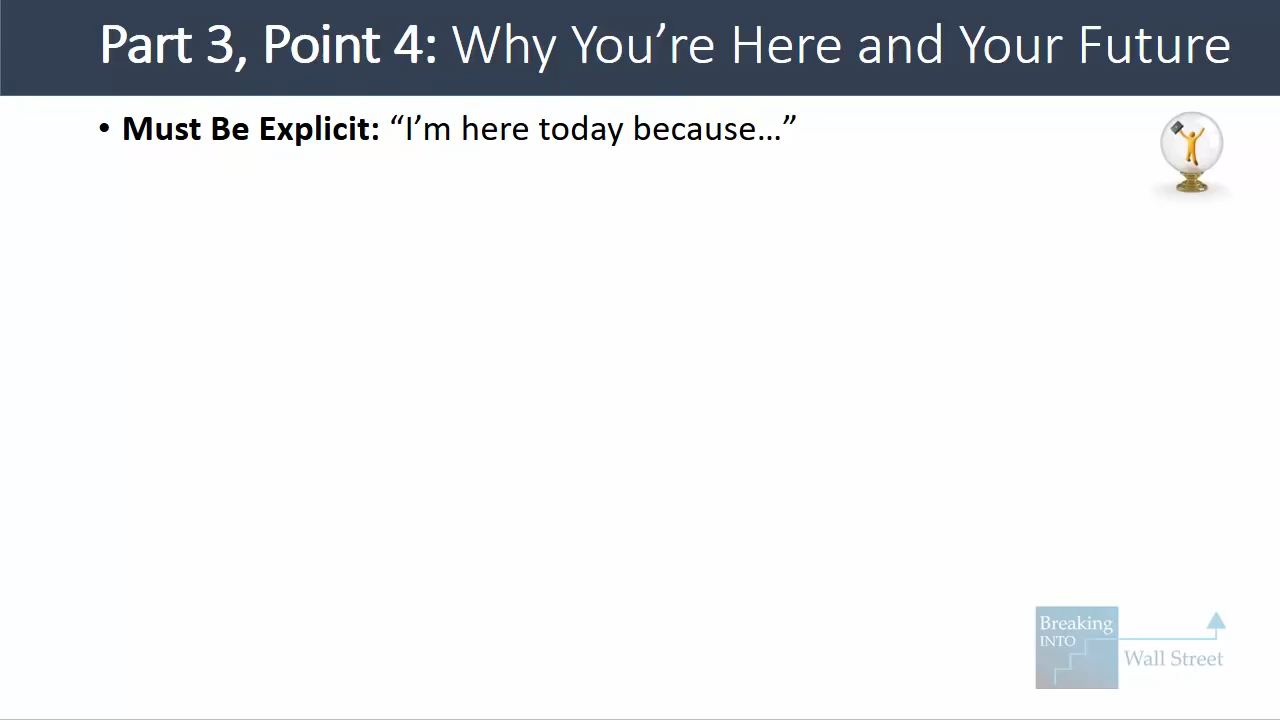 Part 3, Point 4: Why You’re Here and Your Future
• Must Be Explicit: “I’m here today because…”
Breaking
INTO
Wall Street